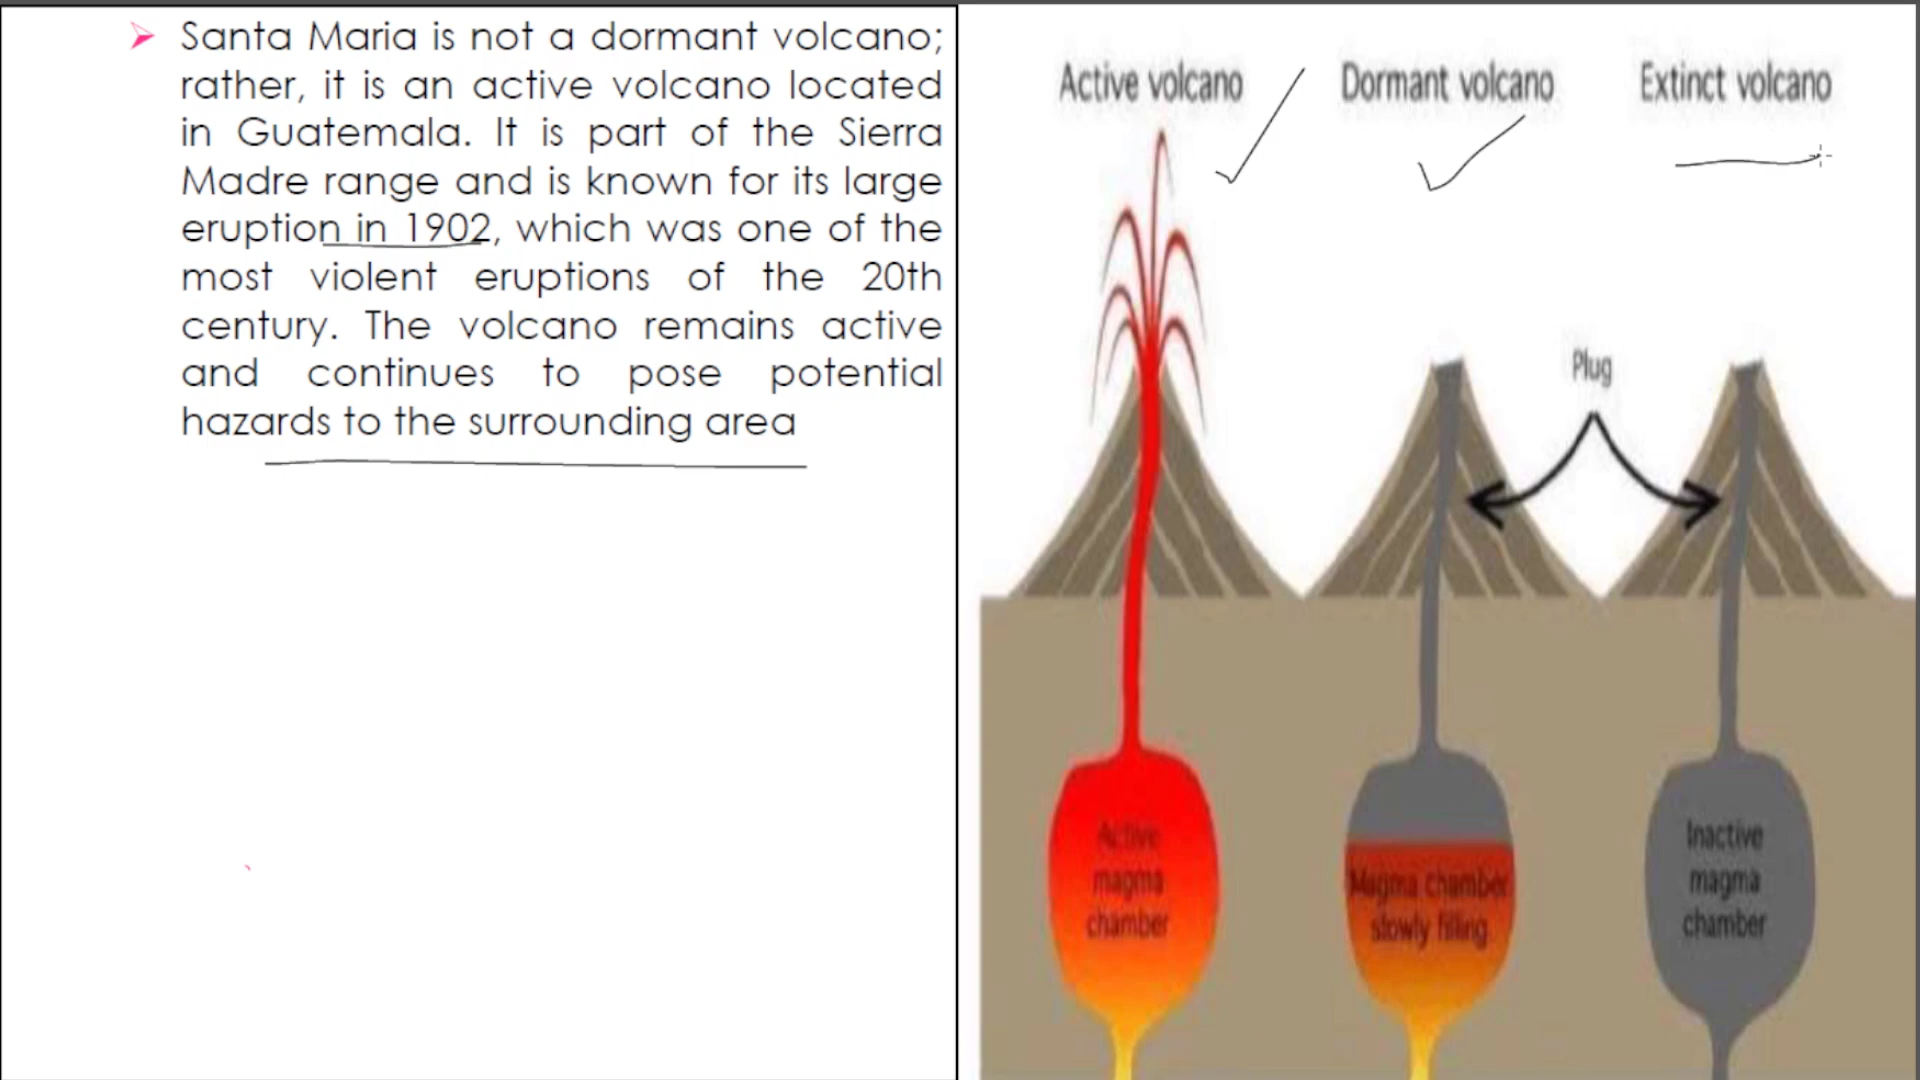 Santa Maria is not a dormant volcano;
rather, it is an active volcano located
in Guatemala. It is part of the Sierra
Madre range and is known for its large
eruption in 1902, which was one of the
most violent eruptions of the 20th
century. The volcano remains active
and continues to pose potential
hazards to the surrounding area
Active volcano
Dormant volcano
Extinct volcano
Plug
Active
magma
chamber
Magma chamber
slowly filling
Inactive
magma
chamber